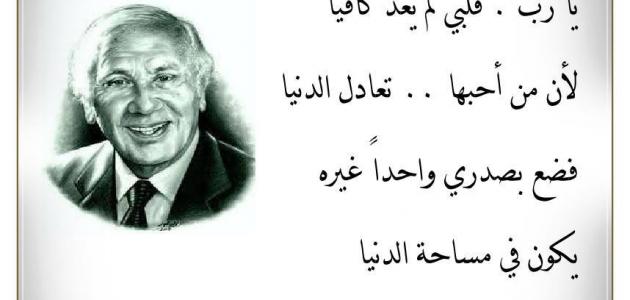 يا رب . قلبي لم يعد كافيا
لأن من أحبها . . تعادل الدنيا
فضع بصدري واحداً غيره
يكون في مساحة الدنيا